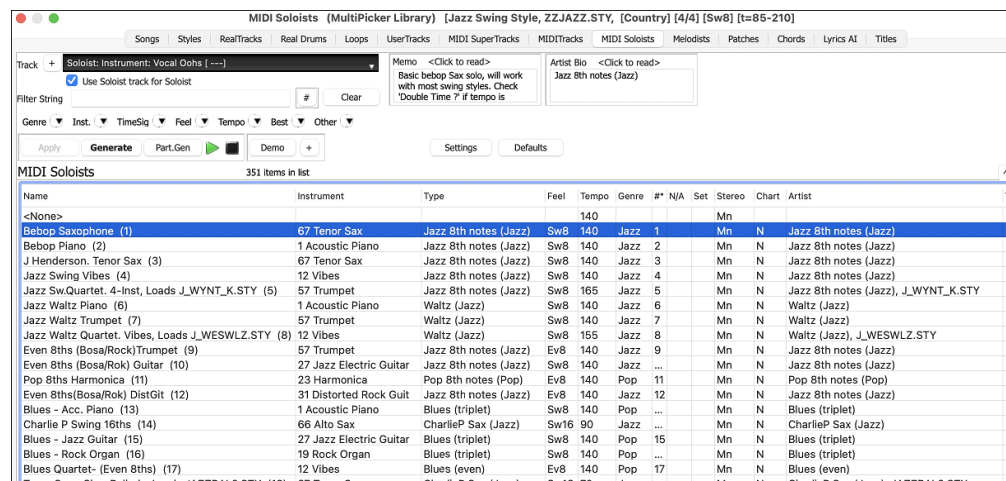 MIDI Soloists (MultiPicker Library) [Jazz Swing Style, ZZJAZZ.STY, [Country] [4/4] [Sw8] [t=85-210]
Songs Styles RealTracks Real Drums Loops UserTracks MIDI SuperTracks MIDITracks MIDI Soloists Melodists Patches Chords Lyrics AI Titles
Track + Soloist: Instrument: Vocal Oohs [ ---]
Use Soloist track for Soloist
Filter String # Clear
Memo <Click to read>
Basic bebop Sax solo, will work
with most swing styles. Check
'Double Time ?' if tempo is
Artist Bio <Click to read>
Jazz 8th notes (Jazz)
Genre Inst. TimeSig Feel Tempo Best Other
Apply Generate Part.Gen Demo + Settings Defaults
MIDI Soloists 351 items in list
Name Instrument Type Feel Tempo Genre #* N/A Set Stereo Chart Artist
<None> 140 Mn
Bebop Saxophone (1) 67 Tenor Sax Jazz 8th notes (Jazz) Sw8 140 Jazz 1 Mn N Jazz 8th notes (Jazz)
Bebop Piano (2) 1 Acoustic Piano Jazz 8th notes (Jazz) Sw8 140 Jazz 2 Mn N Jazz 8th notes (Jazz)
J Henderson. Tenor Sax (3) 67 Tenor Sax Jazz 8th notes (Jazz) Sw8 140 Jazz 3 Mn N Jazz 8th notes (Jazz)
Jazz Swing Vibes (4) 12 Vibes Jazz 8th notes (Jazz) Sw8 140 Jazz 4 Mn N Jazz 8th notes (Jazz)
Jazz Sw.Quartet. 4-Inst, Loads J_WYNT_K.STY (5) 57 Trumpet Jazz 8th notes (Jazz) Sw8 165 Jazz 5 Mn N Jazz 8th notes (Jazz), J_WYNT_K.STY
Jazz Waltz Piano (6) 1 Acoustic Piano Waltz (Jazz) Sw8 140 Jazz 6 Mn N Waltz (Jazz)
Jazz Waltz Trumpet (7) 57 Trumpet Waltz (Jazz) Sw8 140 Jazz 7 Mn N Waltz (Jazz)
Jazz Waltz Quartet. Vibes, Loads J_WESWLZ.STY (8) 12 Vibes Waltz (Jazz) Sw8 155 Jazz 8 Mn N Waltz (Jazz), J_WESWLZ.STY
Even 8ths (Bosa/Rock)Trumpet (9) 57 Trumpet Jazz 8th notes (Jazz) Ev8 140 Jazz 9 Mn N Jazz 8th notes (Jazz)
Even 8ths (Bosa/Rok) Guitar (10) 27 Jazz Electric Guitar Jazz 8th notes (Jazz) Sw8 140 Jazz ... Mn N Jazz 8th notes (Jazz)
Pop 8ths Harmonica (11) 23 Harmonica Pop 8th notes (Pop) Ev8 140 Pop 11 Mn N Pop 8th notes (Pop)
Even 8ths(Bosa/Rok) DistGit (12) 31 Distorted Rock Guit Jazz 8th notes (Jazz) Ev8 140 Jazz 12 Mn N Jazz 8th notes (Jazz)
Blues - Acc. Piano (13) 1 Acoustic Piano Blues (triplet) Sw8 140 Pop ... Mn N Blues (triplet)
Charlie P Swing 16ths (14) 66 Alto Sax CharlieP Sax (Jazz) Sw16 90 Jazz ... Mn N CharlieP Sax (Jazz)
Blues - Jazz Guitar (15) 27 Jazz Electric Guitar Blues (triplet) Sw8 140 Pop 15 Mn N Blues (triplet)
Blues - Rock Organ (16) 19 Rock Organ Blues (triplet) Sw8 140 Pop ... Mn N Blues (triplet)
Blues Quartet- (Even 8ths) (17) 12 Vibes Blues (even) Ev8 140 Pop 17 Mn N Blues (even)